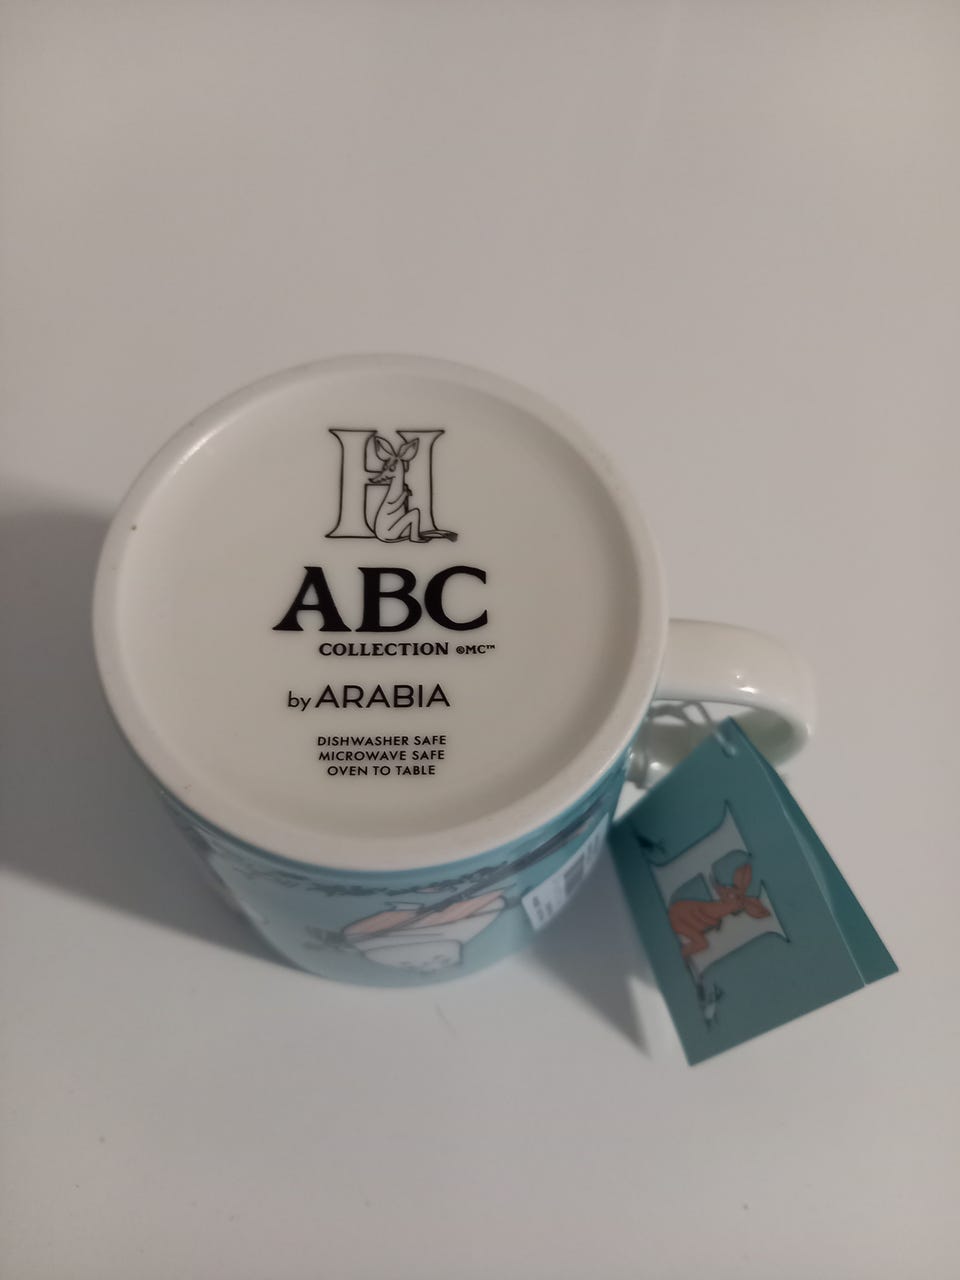 H
ABC
COLLECTION ©MC™
by ARABIA
DISHWASHER SAFE
MICROWAVE SAFE
OVEN TO TABLE
H